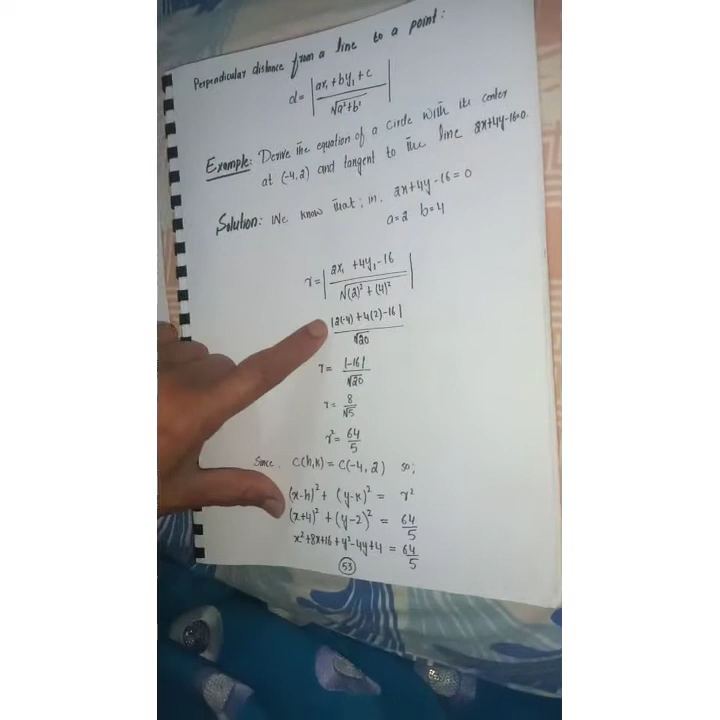 Perpendicular distance from a line to a point:
d = | ax₁ + by₁ + c / √a²+b² |
Example: Derive the equation of a circle with its center
at (-4,2) and tangent to the line 2x+4y-16=0.
Solution: We know that; in. 2x+4y-16=0
a=2 b=4
r = | 2x₁ + 4y₁ - 16 / √(2)² + (4)² |
|2(-4) + 4(2) - 16| / √20
r = |-16| / √20
r = 8/√5
r² = 64/5
Since. C(h,k) = C(-4, 2) so;
(x-h)² + (y-k)² = r²
(x+4)² + (y-2)² = 64/5
x²+8x+16+y²-4y+4 = 64/5
53